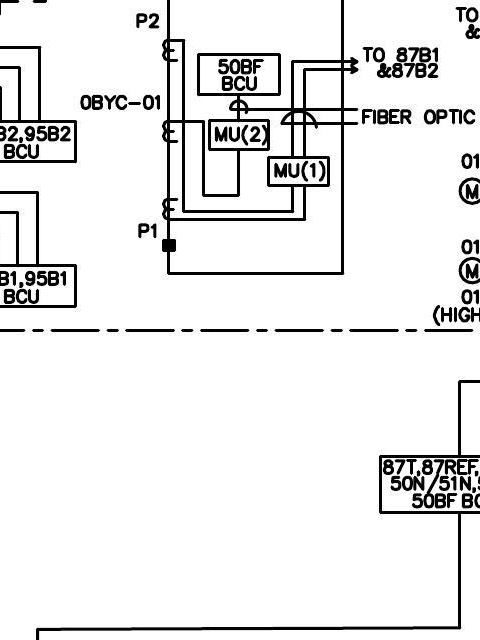 P2
TO
&
TO 87B1
&87B2
50BF
BCU
0BYC-01
FIBER OPTIC
B2,95B2
BCU
MU(2)
MU(1)
01
M
P1
01
M
B1,95B1
BCU
01
(HIGH
87T,87REF,
50N/51N,5
50BF BC